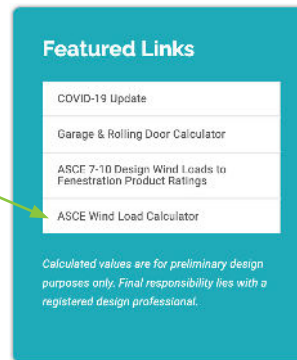 Featured Links
COVID-19 Update
Garage & Rolling Door Calculator
ASCE 7-10 Design Wind Loads to
Fenestration Product Ratings
ASCE Wind Load Calculator
Calculated values are for preliminary design
purposes only. Final responsibility lies with a
registered design professional.